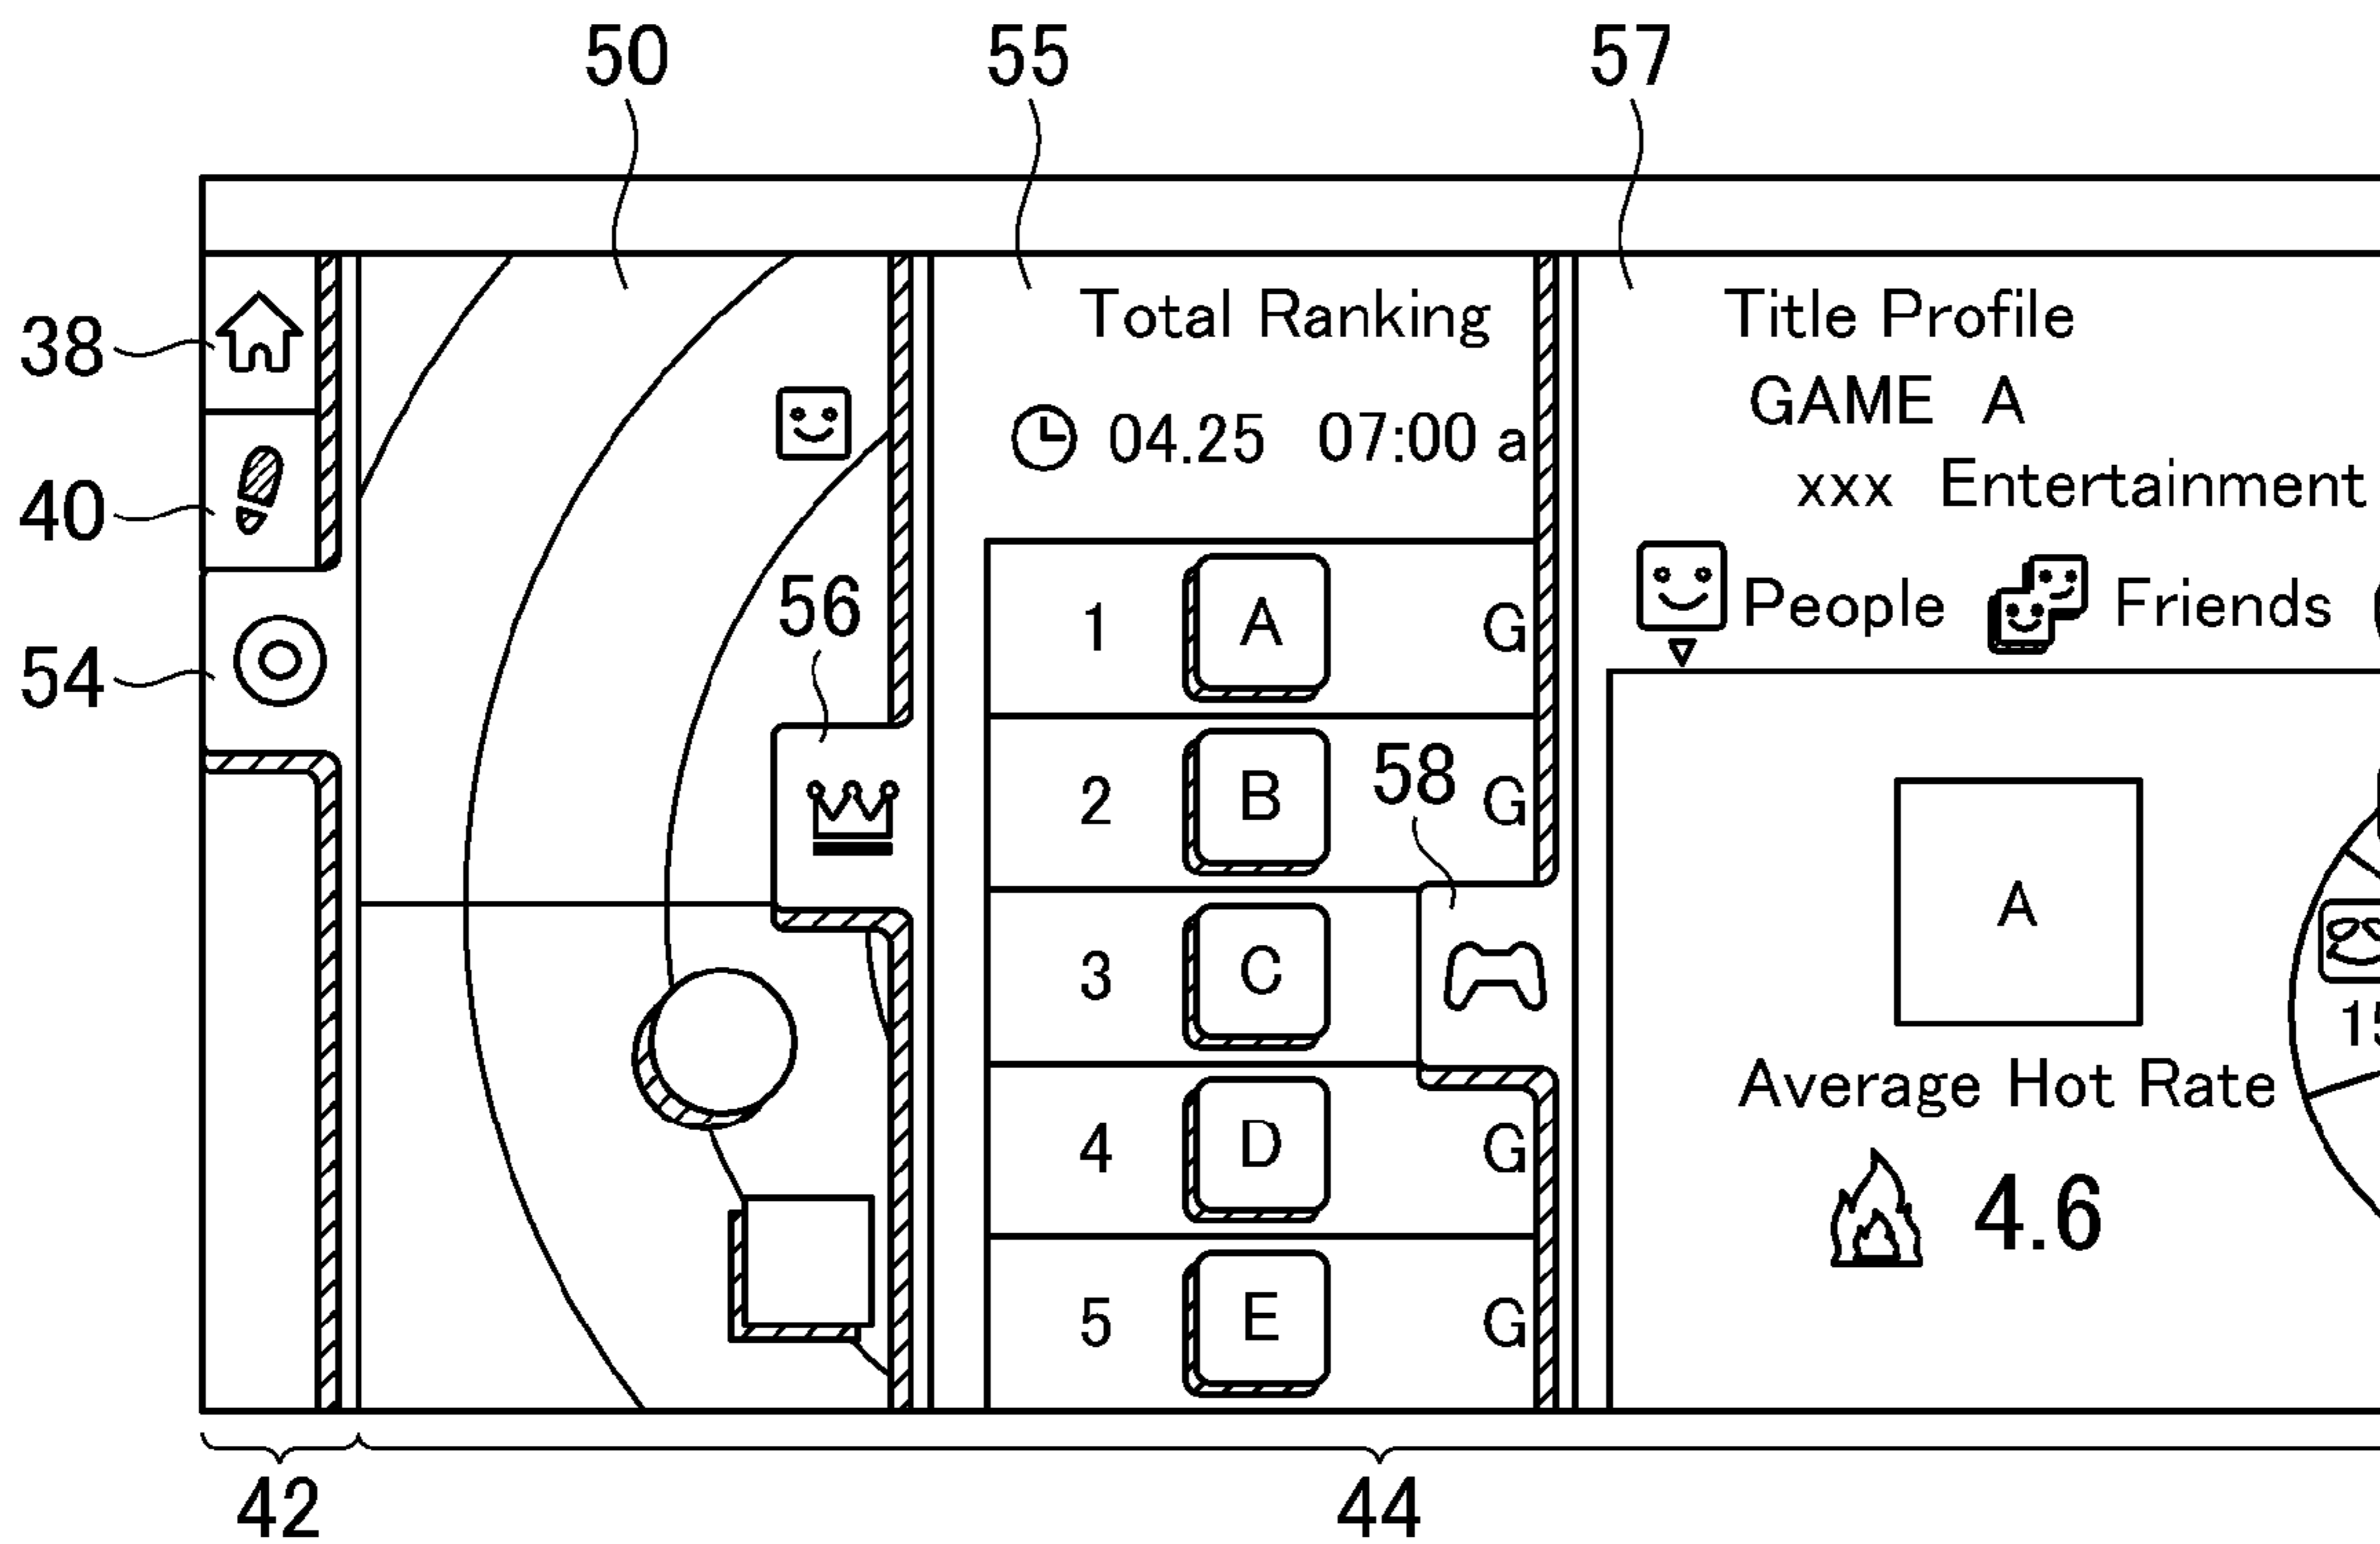 50 55 57
Total Ranking
04.25 07:00 a
Title Profile
GAME A
xxx Entertainment
People Friends
38
40
54
56
58
1 A G
2 B G
3 C
4 D G
5 E G
A
15
Average Hot Rate
4.6
42 44